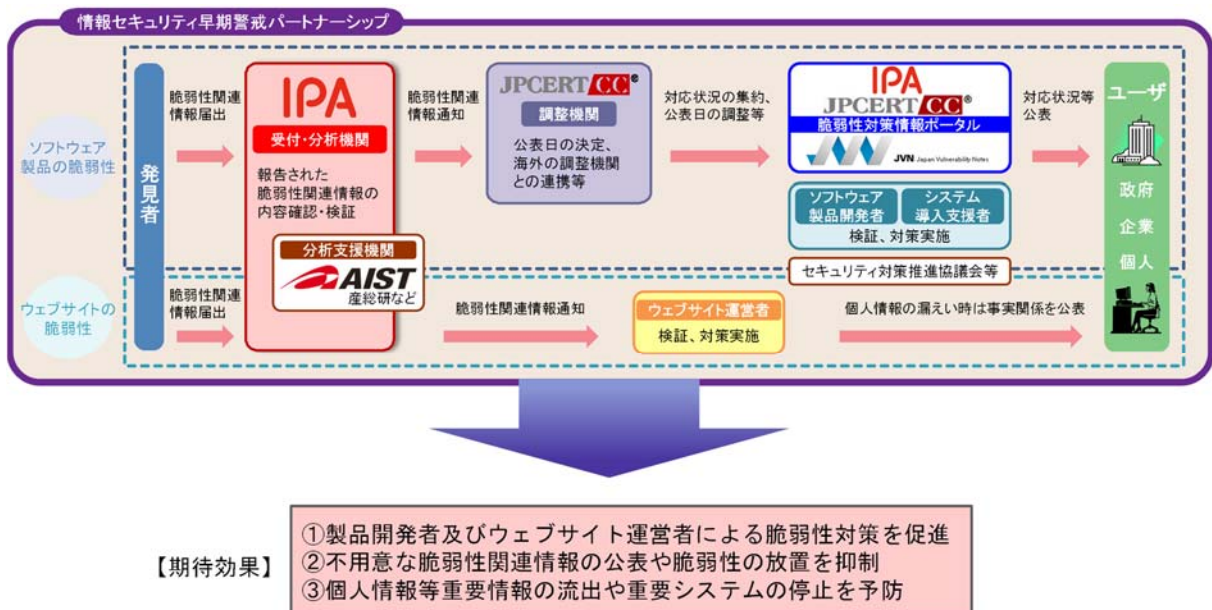 情報セキュリティ早期警戒パートナーシップ
ソフトウェア
製品の脆弱性
発見者
脆弱性関連
情報届出
IPA
受付・分析機関
報告された
脆弱性関連情報の
内容確認・検証
分析支援機関
AIST
産総研など
脆弱性関連
情報通知
JPCERT CC®
調整機関
公表日の決定、
海外の調整機関
との連携等
対応状況の集約、
公表日の調整等
IPA
JPCERT CC®
脆弱性対策情報ポータル
JVN Japan Vulnerability Notes
ソフトウェア
製品開発者
システム
導入支援者
検証、対策実施
セキュリティ対策推進協議会等
対応状況等
公表
ユーザ
政府
企業
個人
ウェブサイトの
脆弱性
脆弱性関連
情報届出
脆弱性関連情報通知
ウェブサイト運営者
検証、対策実施
個人情報の漏えい時は事実関係を公表
【期待効果】
①製品開発者及びウェブサイト運営者による脆弱性対策を促進
②不用意な脆弱性関連情報の公表や脆弱性の放置を抑制
③個人情報等重要情報の流出や重要システムの停止を予防